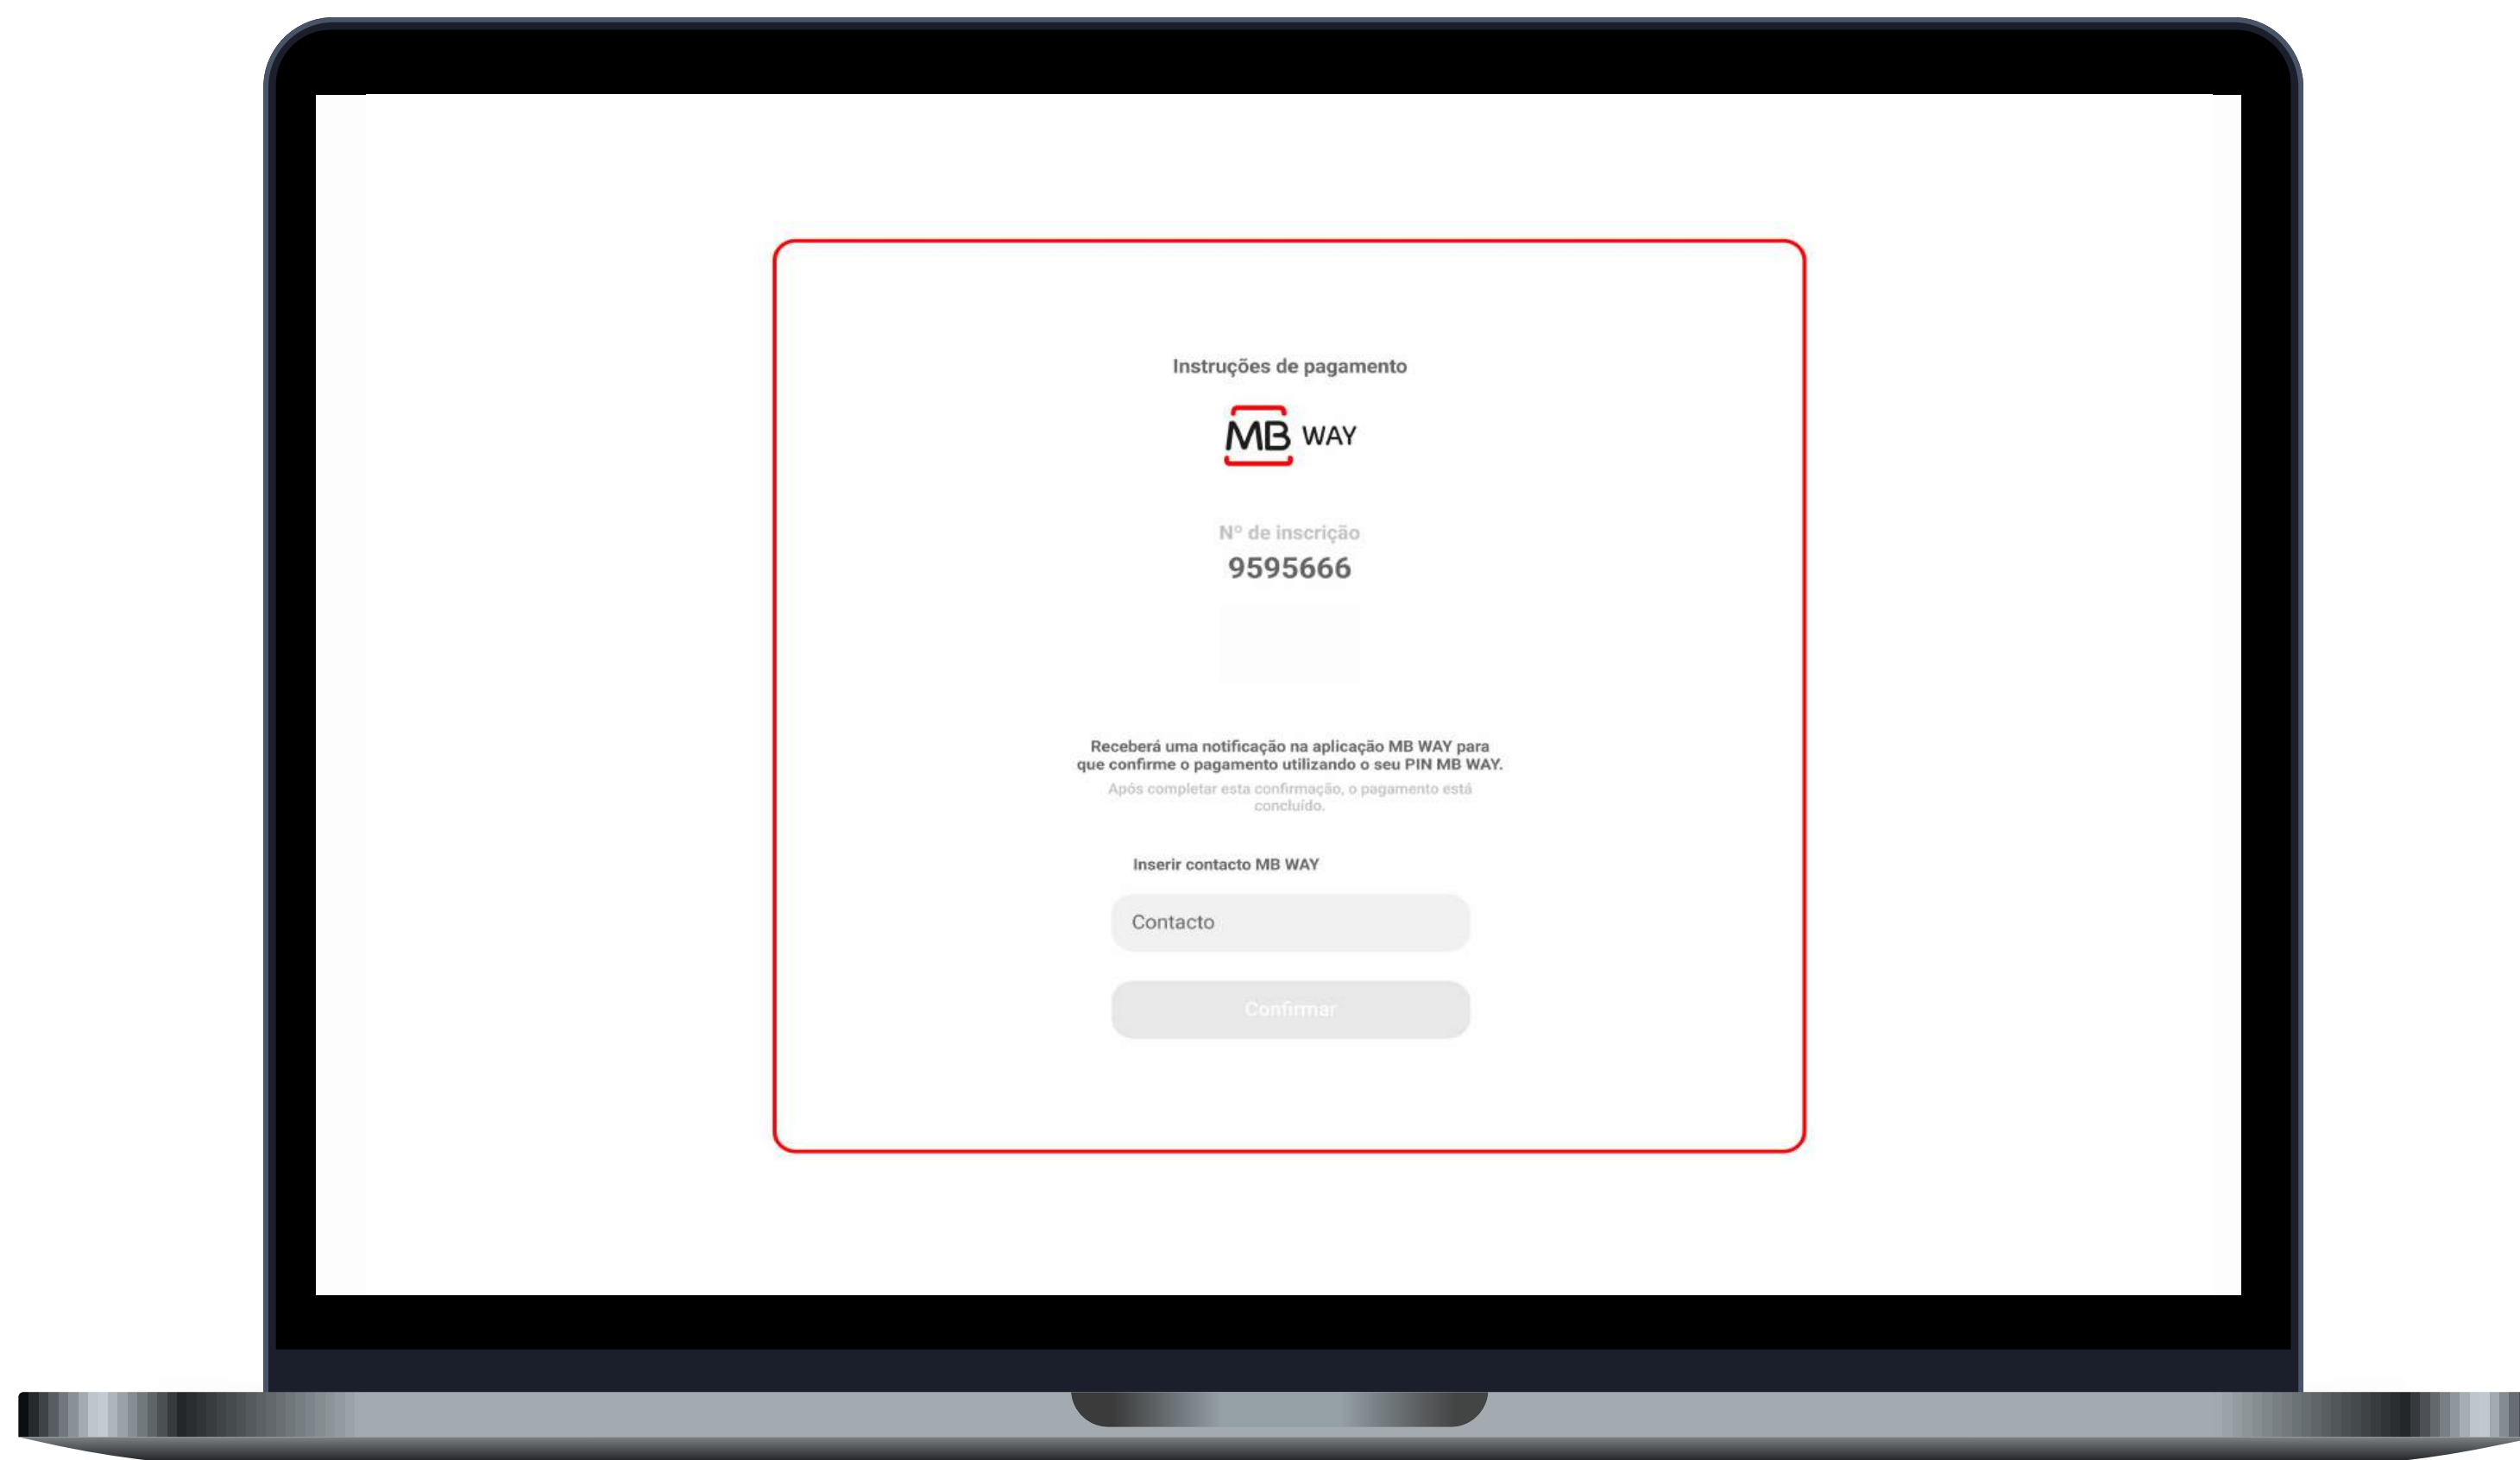 Instruções de pagamento
MB WAY
Nº de inscrição
9595666
Receberá uma notificação na aplicação MB WAY para
que confirme o pagamento utilizando o seu PIN MB WAY.
Após completar esta confirmação, o pagamento está
concluído.
Inserir contacto MB WAY
Contacto
Confirmar